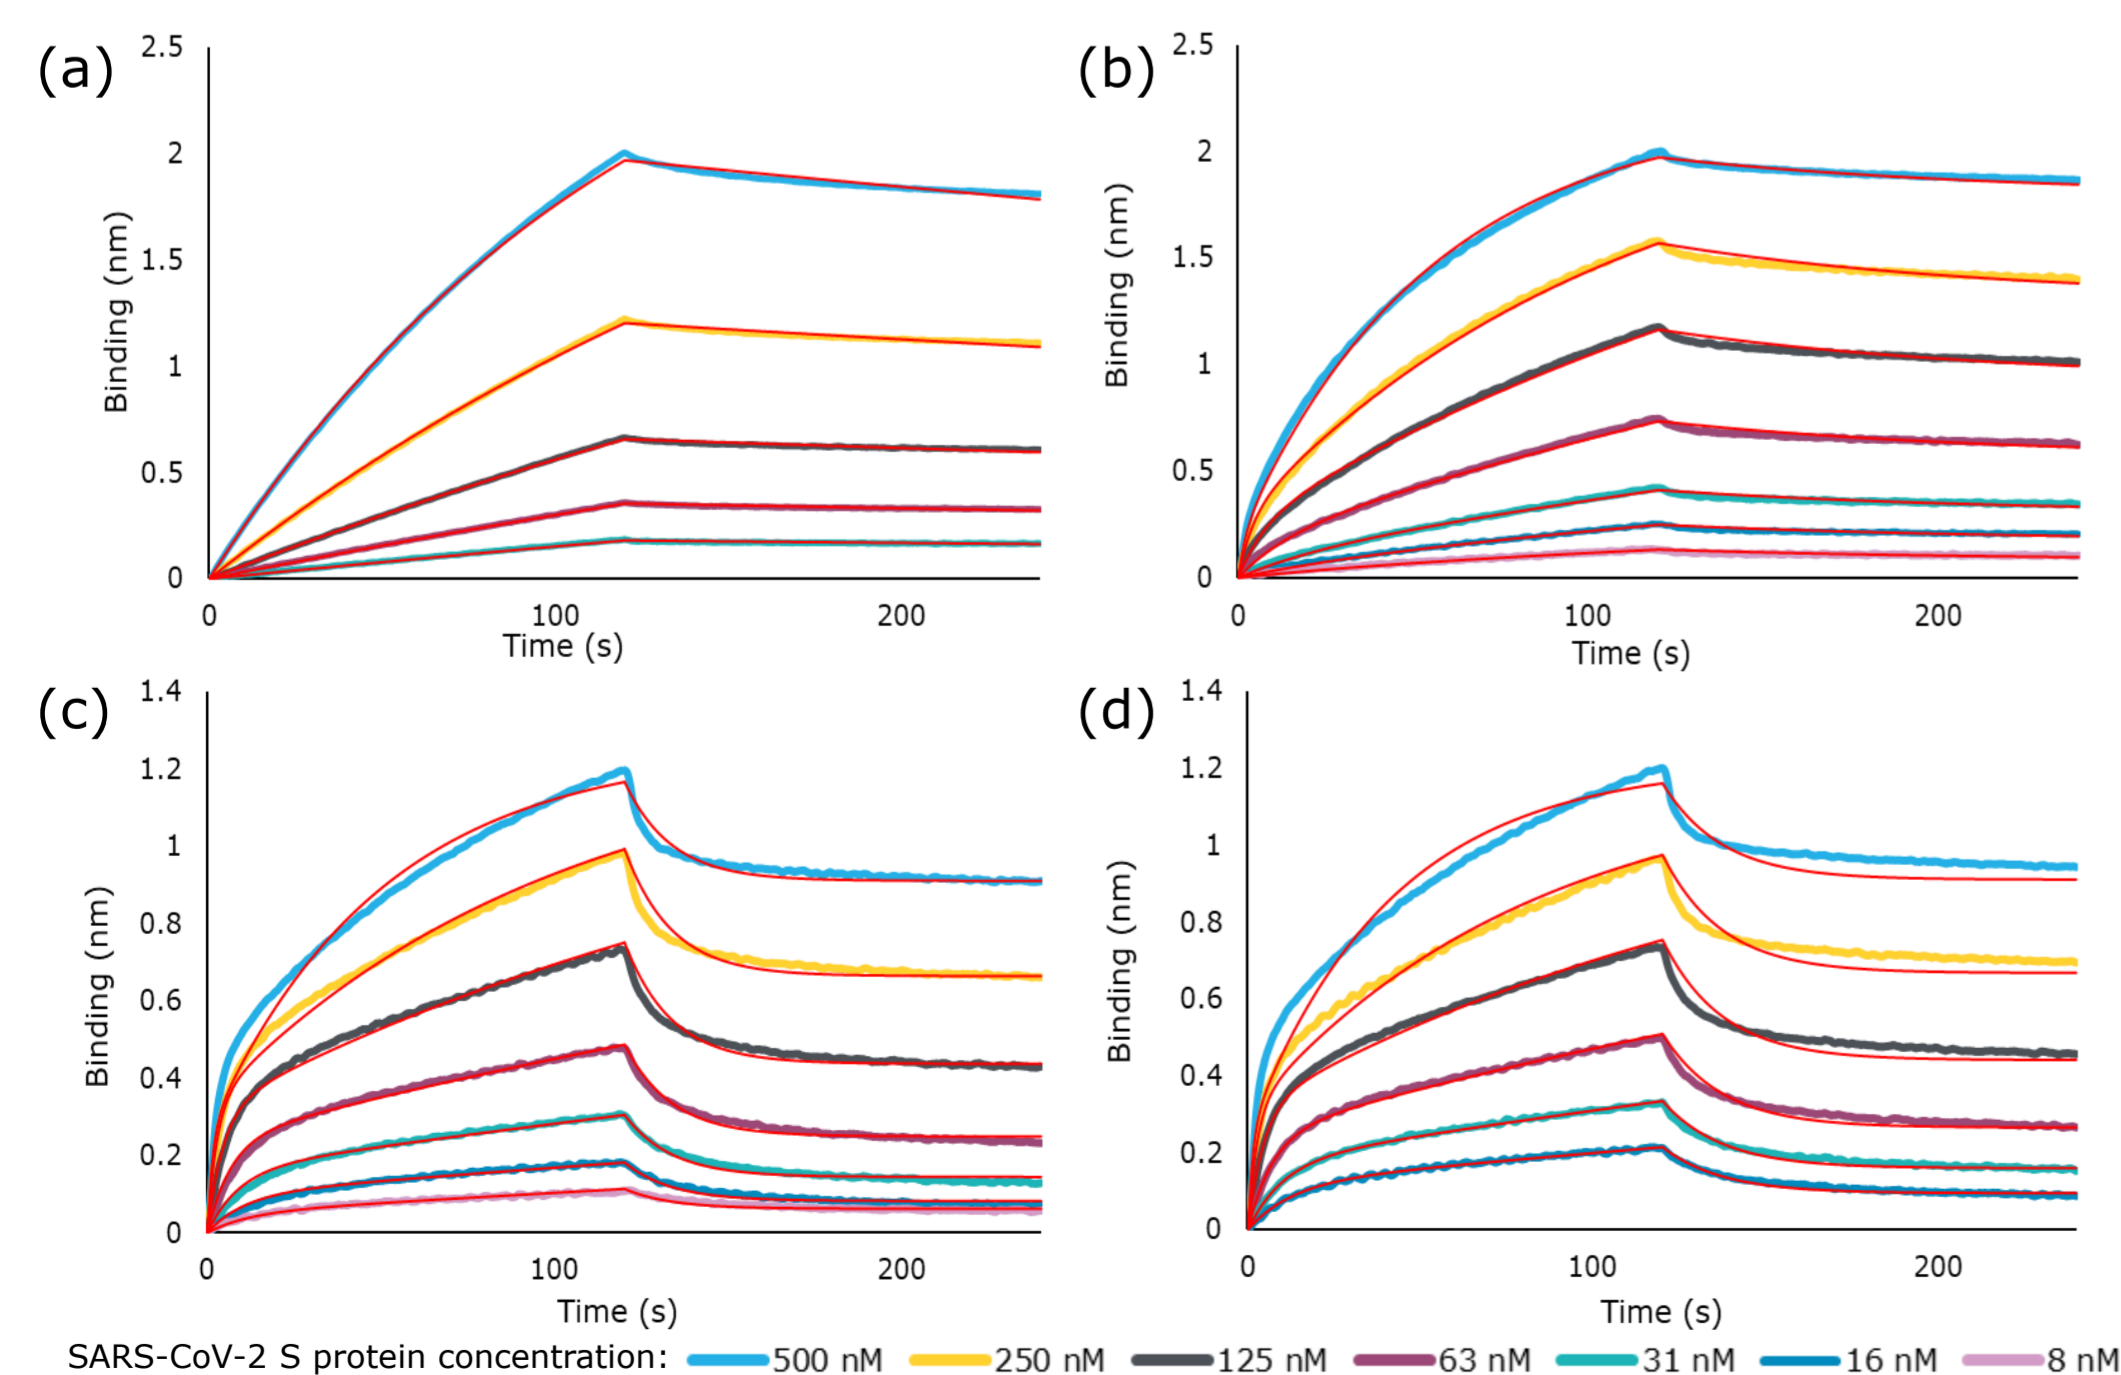 (a)
2.5
2
1.5
1
0.5
0
Binding (nm)
0 100 200
Time (s)
(b)
2.5
2
1.5
1
0.5
0
Binding (nm)
0 100 200
Time (s)
(c)
1.4
1.2
1
0.8
0.6
0.4
0.2
0
Binding (nm)
0 100 200
Time (s)
(d)
1.4
1.2
1
0.8
0.6
0.4
0.2
0
Binding (nm)
0 100 200
Time (s)
SARS-CoV-2 S protein concentration: 500 nM 250 nM 125 nM 63 nM 31 nM 16 nM 8 nM